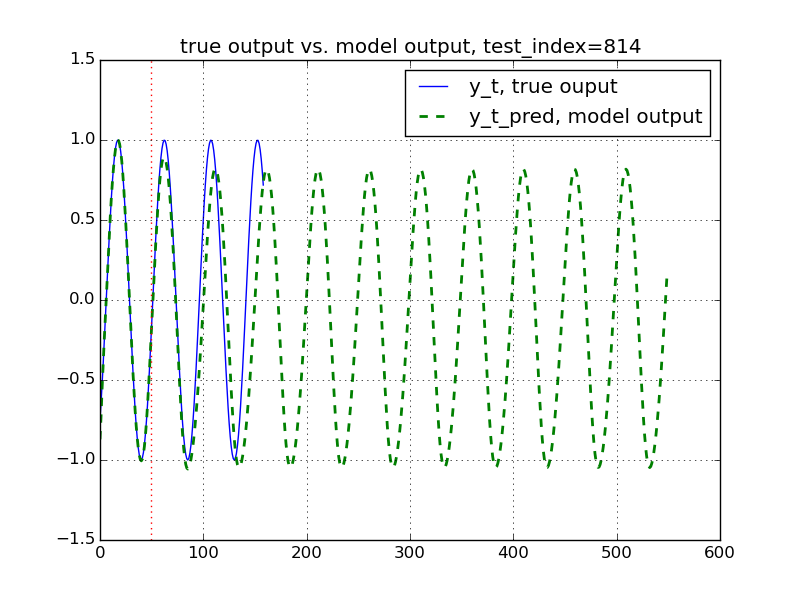 true output vs. model output, test_index=814
y_t, true ouput
y_t_pred, model output
1.5
1.0
0.5
0.0
−0.5
−1.0
−1.5
0 100 200 300 400 500 600